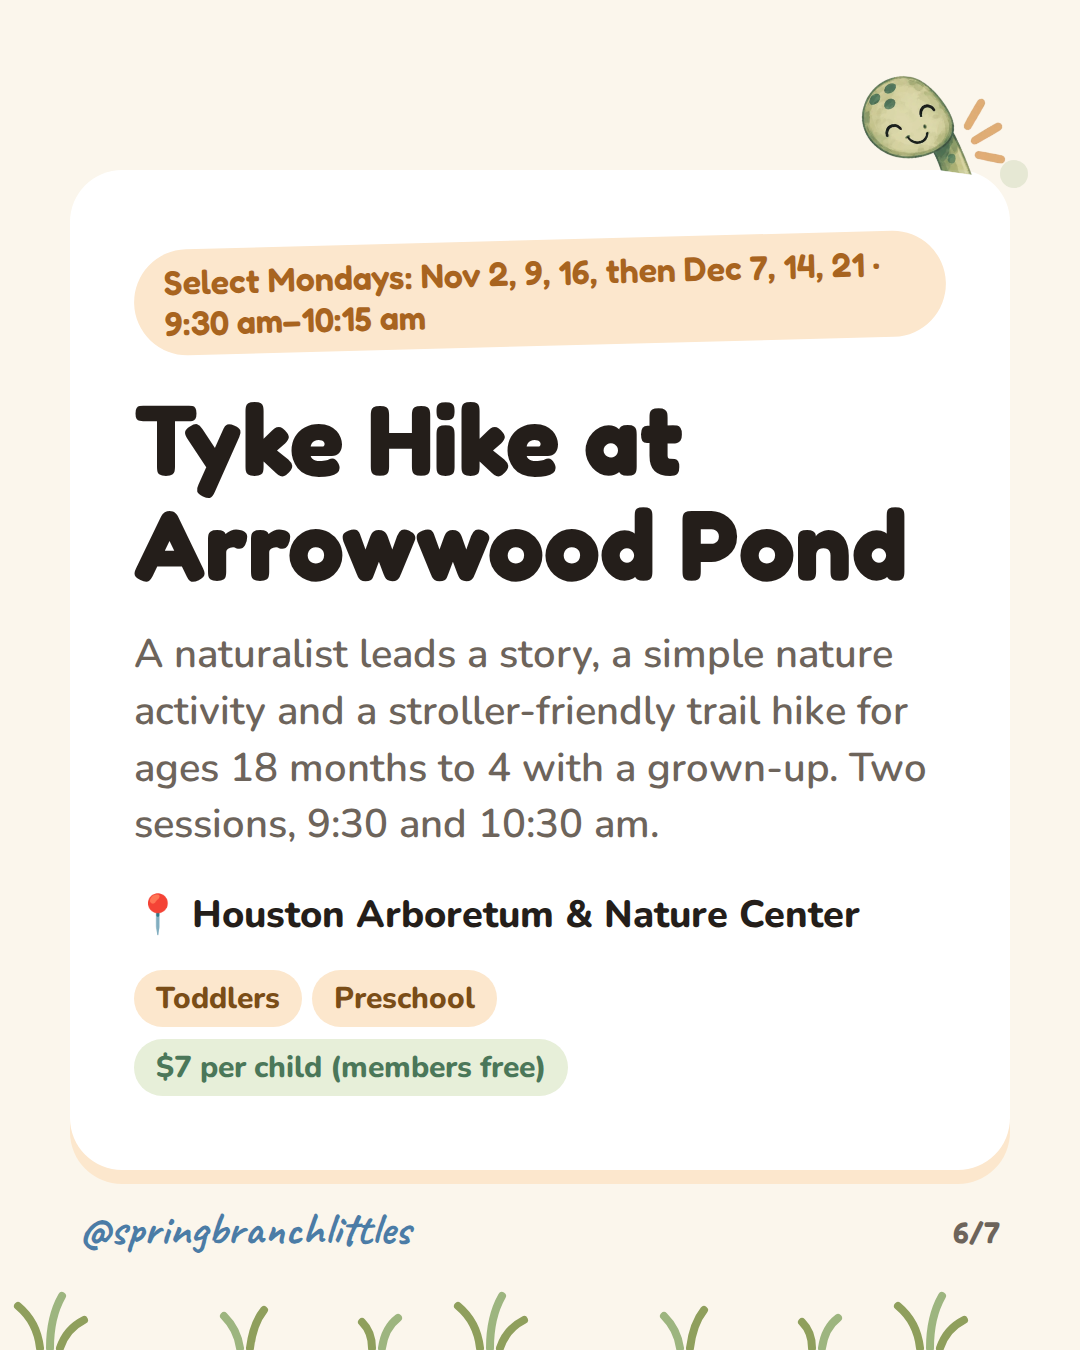 Select Mondays: Nov 2, 9, 16, then Dec 7, 14, 21 ·
9:30 am–10:15 am
Tyke Hike at
Arrowwood Pond
A naturalist leads a story, a simple nature
activity and a stroller-friendly trail hike for
ages 18 months to 4 with a grown-up. Two
sessions, 9:30 and 10:30 am.
📍 Houston Arboretum & Nature Center
Toddlers Preschool
$7 per child (members free)
@springbranchlittles
6/7